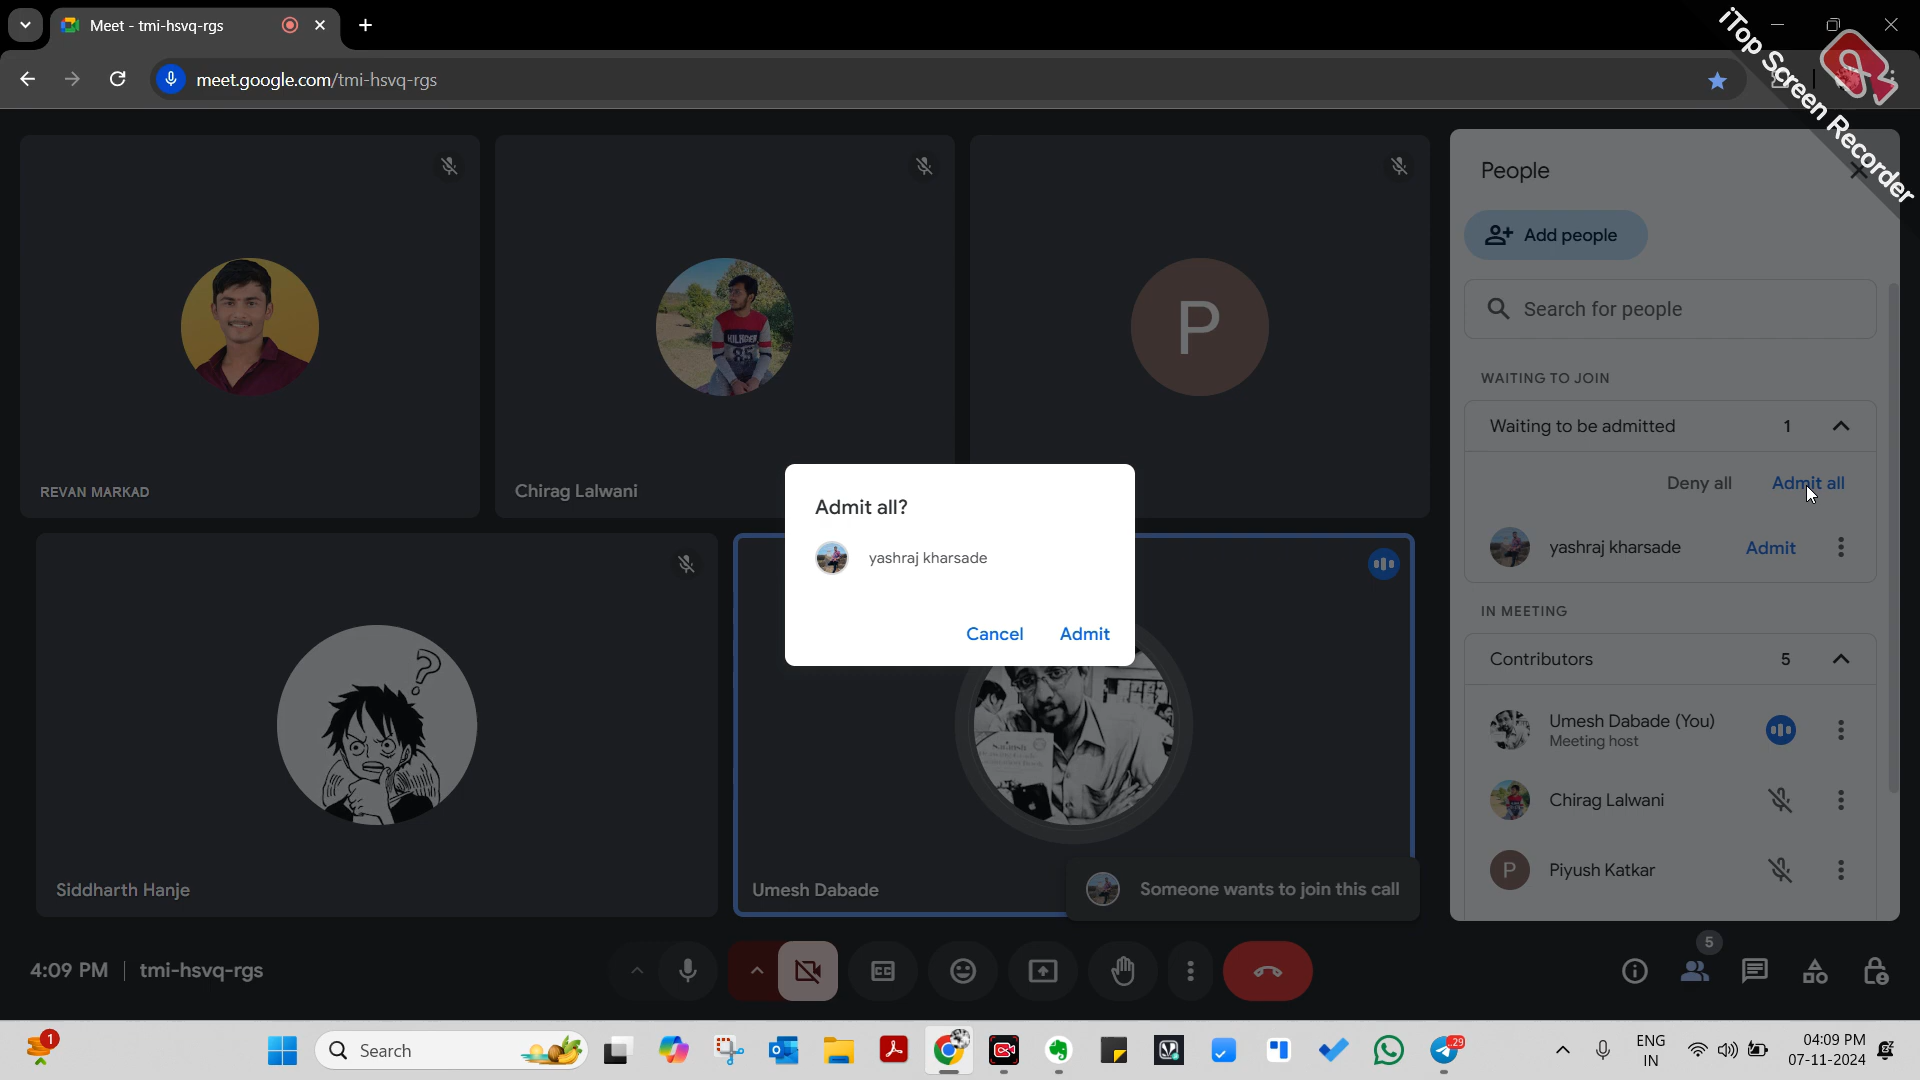 Meet - tmi-hsvq-rgs
meet.google.com/tmi-hsvq-rgs
iTop Screen Recorder
REVAN MARKAD
Chirag Lalwani
P
Siddharth Hanje
Umesh Dabade
Admit all?
yashraj kharsade
Cancel
Admit
Someone wants to join this call
People
Add people
Search for people
WAITING TO JOIN
Waiting to be admitted 1
Deny all Admit all
yashraj kharsade Admit
IN MEETING
Contributors 5
Umesh Dabade (You)
Meeting host
Chirag Lalwani
P Piyush Katkar
4:09 PM tmi-hsvq-rgs
CC
5
1
Search
29
ENG
IN
04:09 PM
07-11-2024